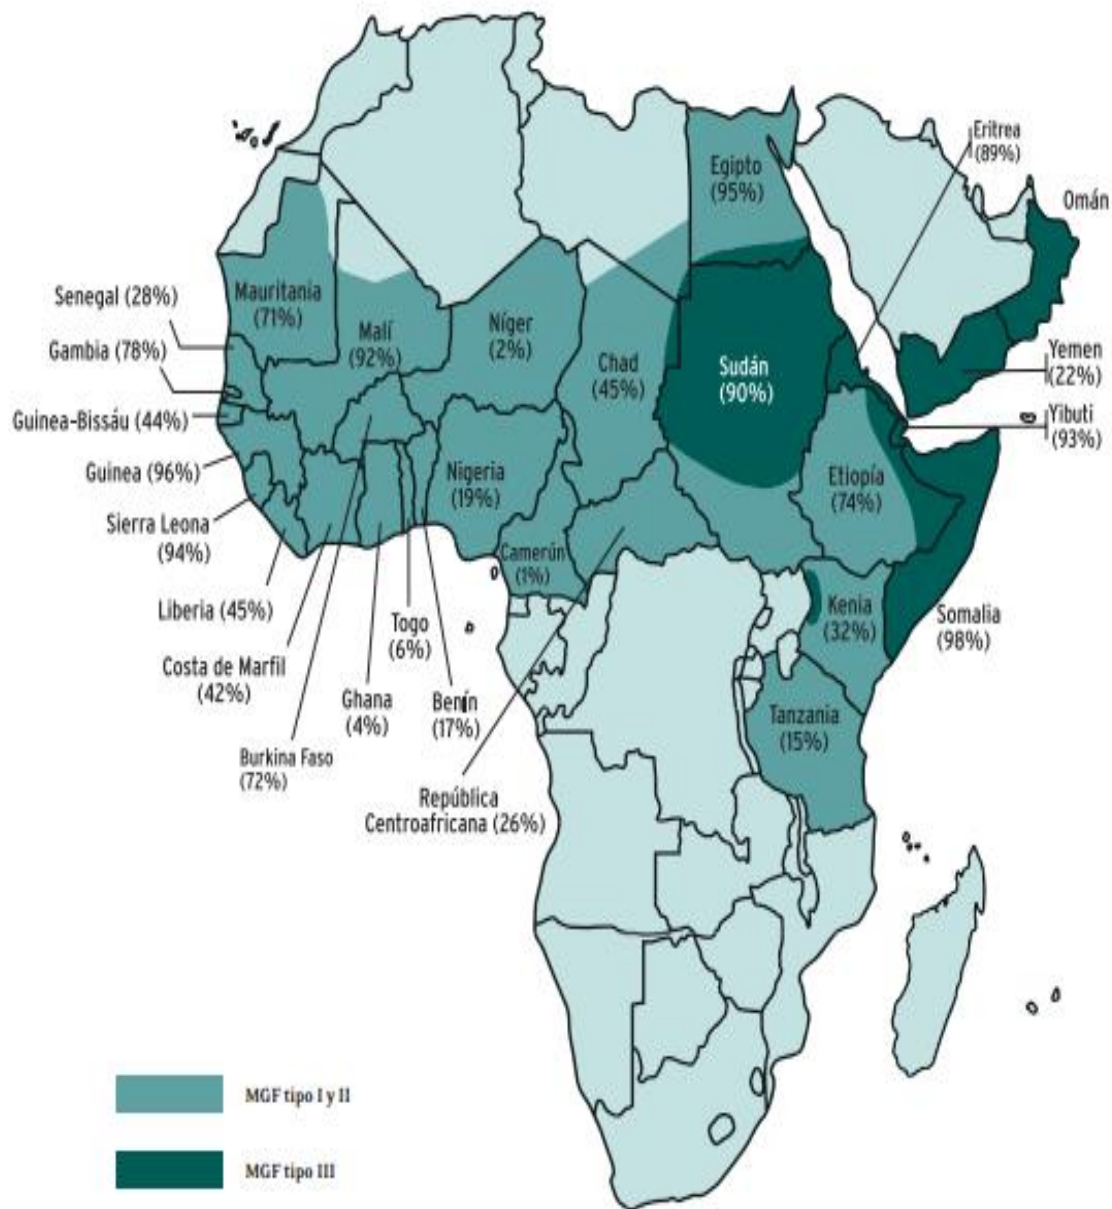 Egipto
(95%)
Eritrea
(89%)
Omán
Senegal (28%)
Mauritania
(71%)
Malí
(92%)
Níger
(2%)
Chad
(45%)
Sudán
(90%)
Gambia (78%)
Yemen
(22%)
Guinea-Bissáu (44%)
Yibuti
(93%)
Guinea (96%)
Nigeria
(19%)
Etiopía
(74%)
Sierra Leona
(94%)
Camerún
(1%)
Liberia (45%)
Togo
(6%)
Kenia
(32%)
Somalia
(98%)
Costa de Marfil
(42%)
Ghana
(4%)
Benín
(17%)
Tanzania
(15%)
Burkina Faso
(72%)
República
Centroafricana (26%)
MGF tipo I y II
MGF tipo III